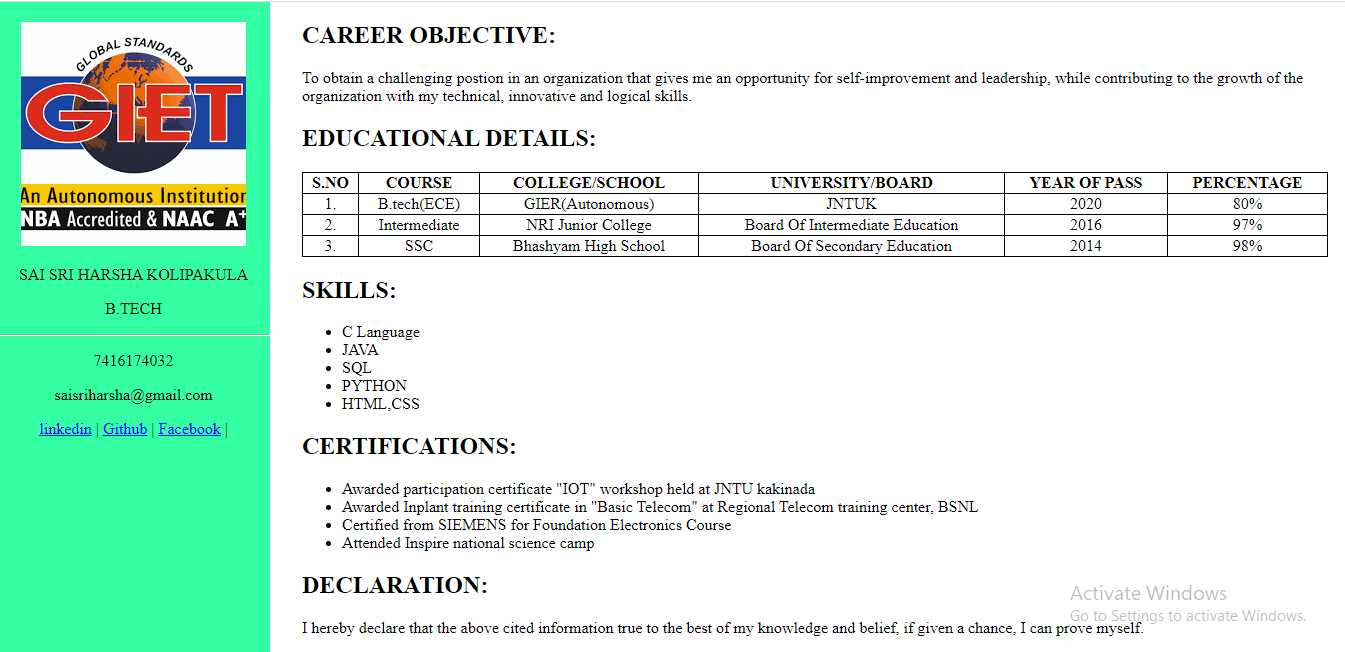 GLOBAL STANDARDS
GIET
An Autonomous Institution
NBA Accredited & NAAC A+
SAI SRI HARSHA KOLIPAKULA
B.TECH
7416174032
saisriharsha@gmail.com
linkedin | Github | Facebook |
CAREER OBJECTIVE:
To obtain a challenging postion in an organization that gives me an opportunity for self-improvement and leadership, while contributing to the growth of the
organization with my technical, innovative and logical skills.
EDUCATIONAL DETAILS:
S.NO COURSE COLLEGE/SCHOOL UNIVERSITY/BOARD YEAR OF PASS PERCENTAGE
1. B.tech(ECE) GIER(Autonomous) JNTUK 2020 80%
2. Intermediate NRI Junior College Board Of Intermediate Education 2016 97%
3. SSC Bhashyam High School Board Of Secondary Education 2014 98%
SKILLS:
• C Language
• JAVA
• SQL
• PYTHON
• HTML,CSS
CERTIFICATIONS:
• Awarded participation certificate "IOT" workshop held at JNTU kakinada
• Awarded Inplant training certificate in "Basic Telecom" at Regional Telecom training center, BSNL
• Certified from SIEMENS for Foundation Electronics Course
• Attended Inspire national science camp
DECLARATION:
I hereby declare that the above cited information true to the best of my knowledge and belief, if given a chance, I can prove myself.
Activate Windows
Go to Settings to activate Windows.